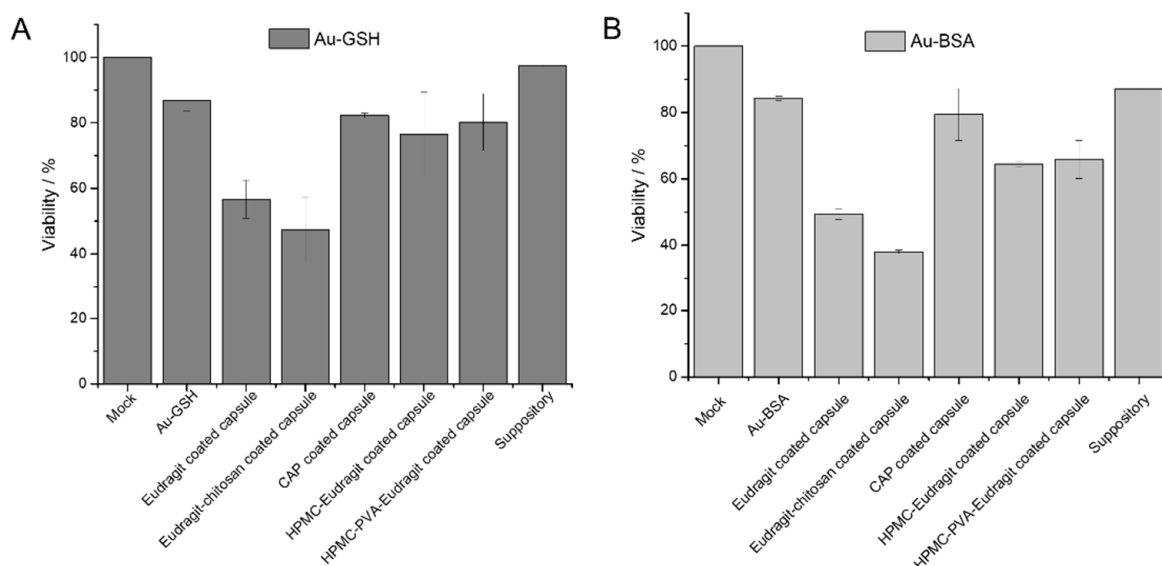 A
Au-GSH
Viability / %
100
80
60
40
20
0
Mock
Au-GSH
Eudragit coated capsule
Eudragit-chitosan coated capsule
CAP coated capsule
HPMC-Eudragit coated capsule
HPMC-PVA-Eudragit coated capsule
Suppository
B
Au-BSA
Viability / %
100
80
60
40
20
0
Mock
Au-BSA
Eudragit coated capsule
Eudragit-chitosan coated capsule
CAP coated capsule
HPMC-Eudragit coated capsule
HPMC-PVA-Eudragit coated capsule
Suppository